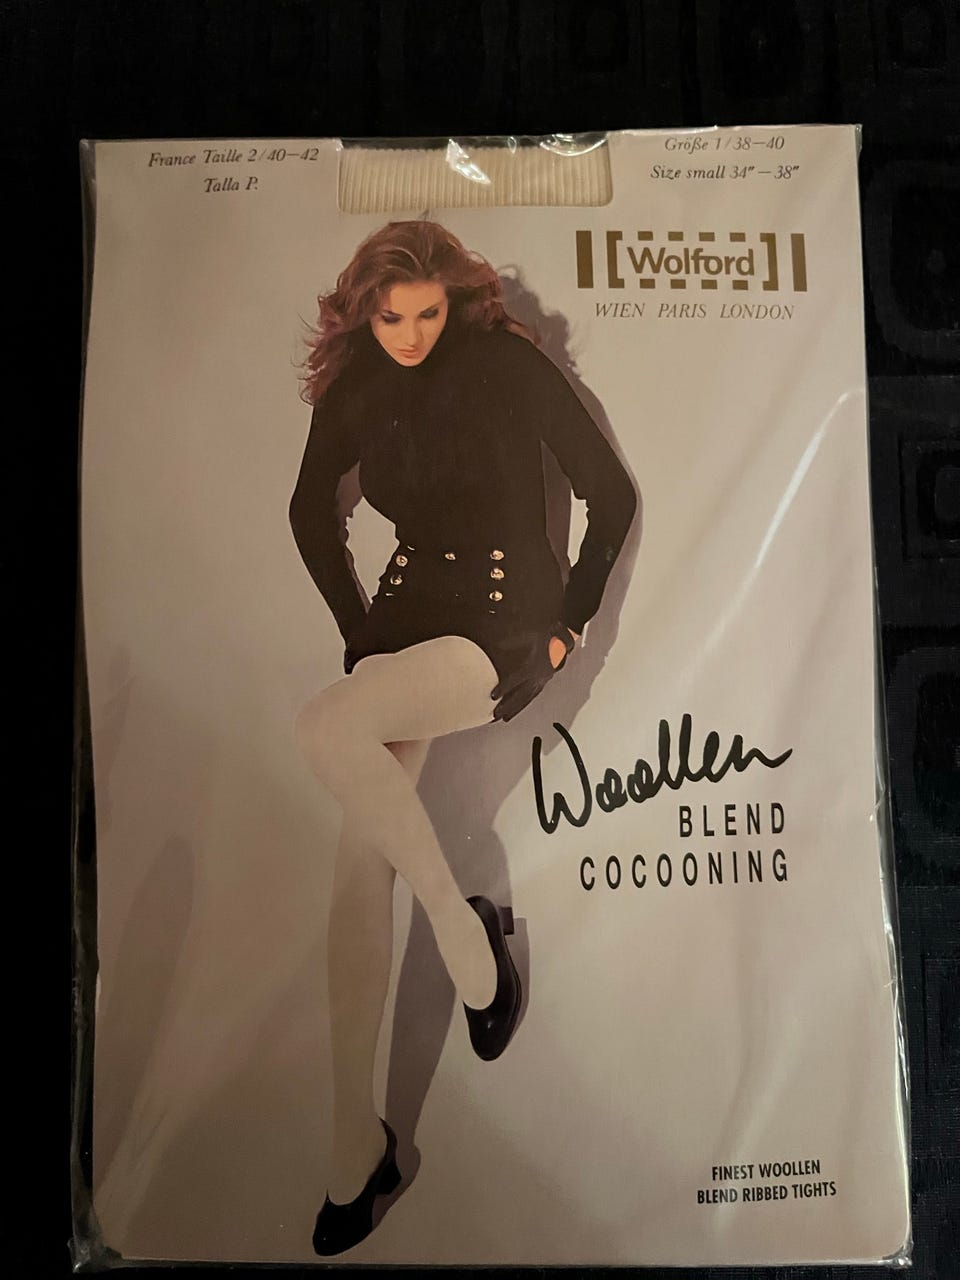 France Taille 2/40–42
Talla P.
Größe 1/38–40
Size small 34" – 38"
Wolford
WIEN PARIS LONDON
Woollen
BLEND
COCOONING
FINEST WOOLLEN
BLEND RIBBED TIGHTS